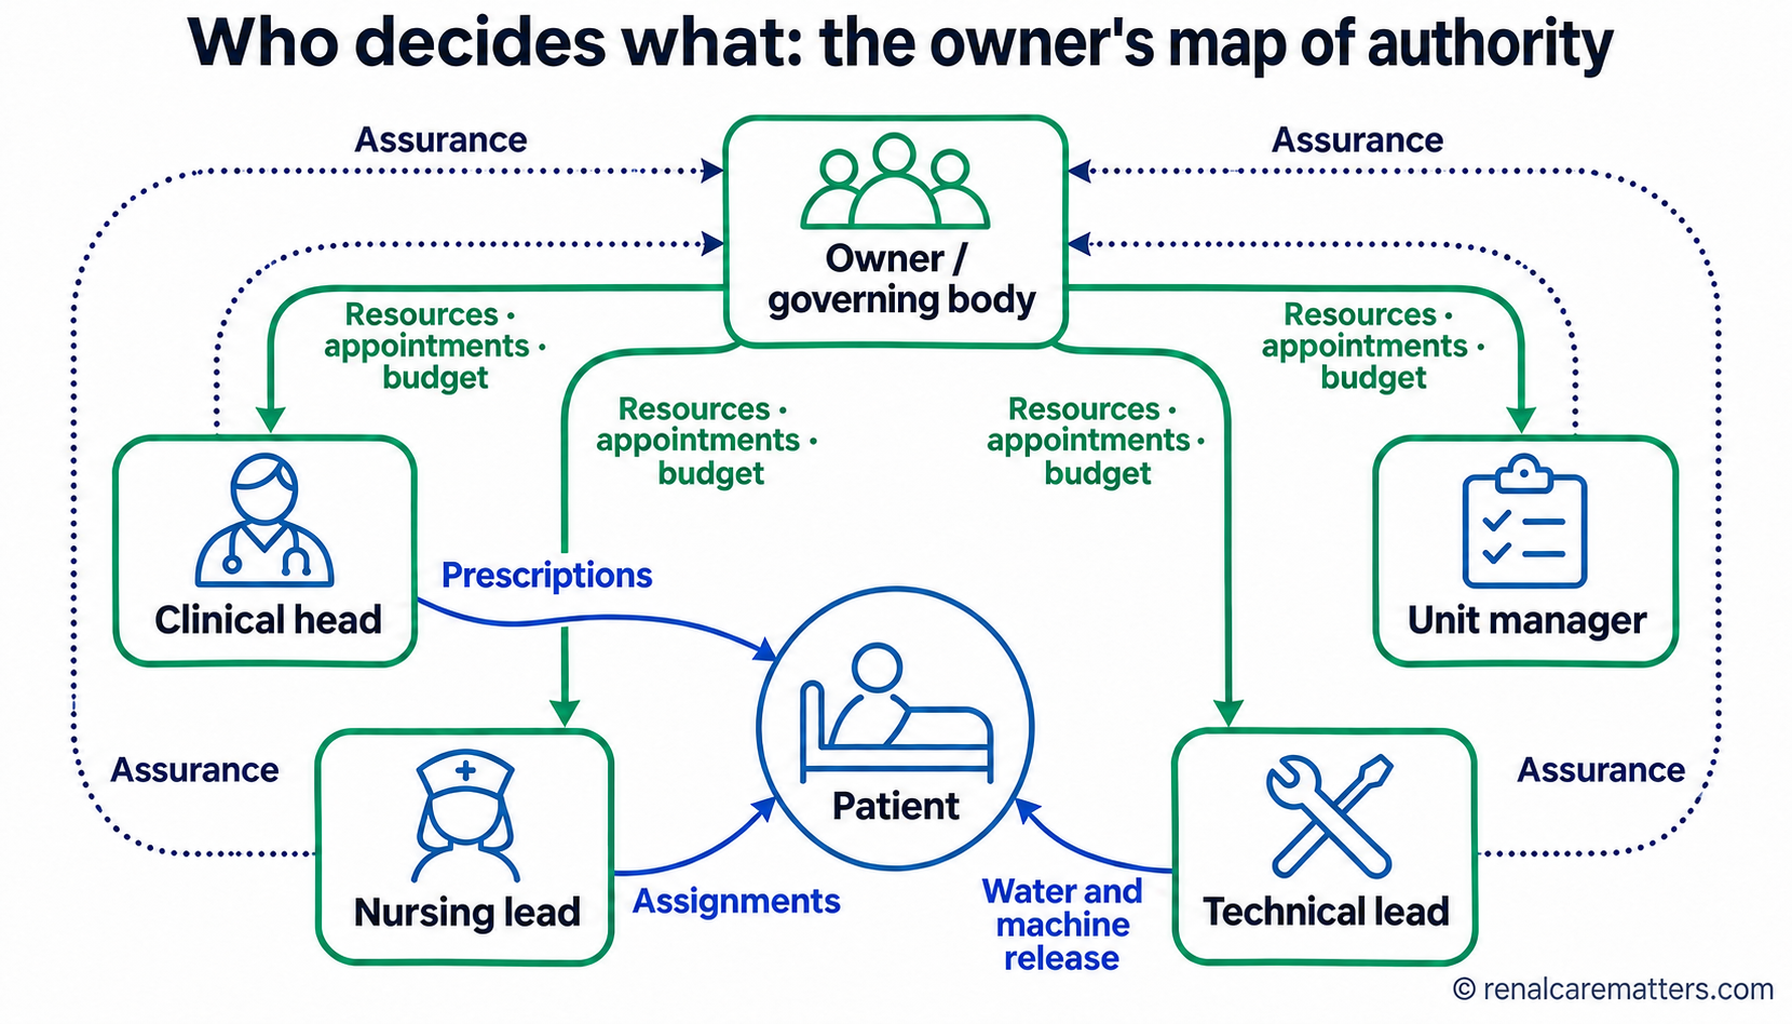 Who decides what: the owner's map of authority
Assurance
Assurance
Owner /
governing body
Resources •
appointments •
budget
Resources •
appointments •
budget
Resources •
appointments •
budget
Resources •
appointments •
budget
Clinical head
Prescriptions
Unit manager
Patient
Assurance
Assurance
Nursing lead
Assignments
Water and
machine
release
Technical lead
© renalcarematters.com